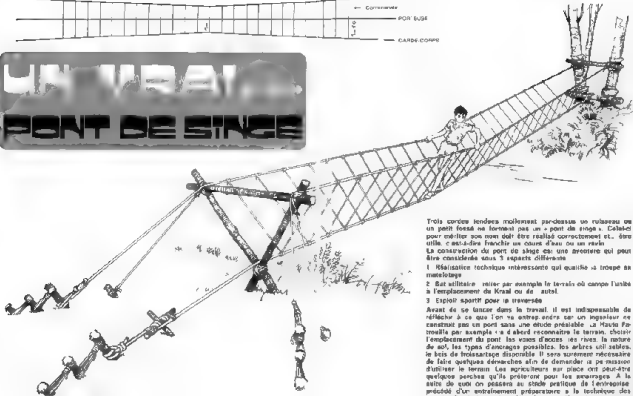 Commande
PORTEUSE
GARDE-CORPS
UN VRAI
PONT DE SINGE
Trois cordes tendues mollement par-dessus un ruisseau ou
un petit fossé ne forment pas un « pont de singe ». Celui-ci
pour mériter son nom doit être réalisé correctement et... être
utile, c'est-à-dire franchir un cours d'eau ou un ravin.
La construction du pont de singe est une aventure qui peut
être considérée sous 3 aspects différents
1 Réalisation technique intéressante qui qualifie la troupe en
matelotage
2 But utilitaire relier par exemple le terrain où campe l'unité
à l'emplacement du Kraal ou de l'autel.
3 Exploit sportif pour la traversée
Avant de se lancer dans le travail, il est indispensable de
réfléchir à ce que l'on va entreprendre car un ingénieur ne
construit pas un pont sans une étude préalable. La Haute Pa-
trouille par exemple ira d'abord reconnaître le terrain, choisir
l'emplacement du pont, les voies d'accès, les rives, la nature
du sol, les types d'ancrages possibles, les arbres utilisables,
le bois de froissartage disponible. Il sera sûrement nécessaire
de faire quelques démarches afin de demander la permission
d'utiliser le terrain. Les agriculteurs sur place ont peut-être
quelques perches qu'ils prêteront pour les amarrages. A la
suite de quoi on passera au stade pratique de l'entreprise,
précédé d'un entraînement préparatoire à la technique des